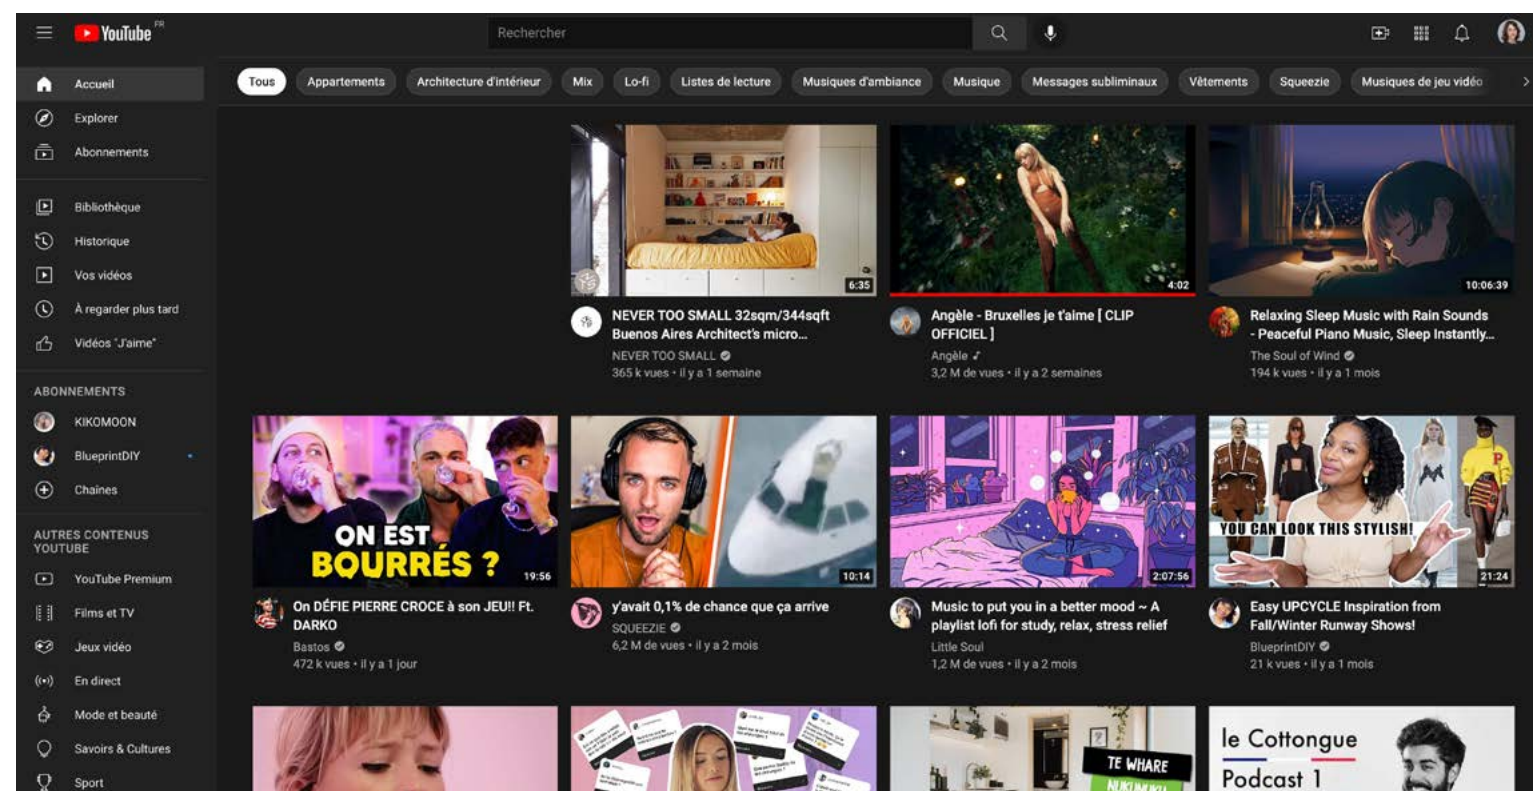 YouTube FR
Rechercher
Accueil
Explorer
Abonnements
Bibliothèque
Historique
Vos vidéos
À regarder plus tard
Vidéos "J'aime"
ABONNEMENTS
KIKOMOON
BlueprintDIY
Chaînes
AUTRES CONTENUS
YOUTUBE
YouTube Premium
Films et TV
Jeux vidéo
En direct
Mode et beauté
Savoirs & Cultures
Sport
Tous
Appartements
Architecture d'intérieur
Mix
Lo-fi
Listes de lecture
Musiques d'ambiance
Musique
Messages subliminaux
Vêtements
Squeezie
Musiques de jeu vidéo
6:35
NEVER TOO SMALL 32sqm/344sqft
Buenos Aires Architect's micro...
NEVER TOO SMALL
365 k vues • il y a 1 semaine
4:02
Angèle - Bruxelles je t'aime [ CLIP
OFFICIEL ]
Angèle
3,2 M de vues • il y a 2 semaines
10:06:39
Relaxing Sleep Music with Rain Sounds
- Peaceful Piano Music, Sleep Instantly...
The Soul of Wind
194 k vues • il y a 1 mois
ON EST
BOURRÉS ?
19:56
On DÉFIE PIERRE CROCE à son JEU!! Ft.
DARKO
Bastos
472 k vues • il y a 1 jour
10:14
y'avait 0,1% de chance que ça arrive
SQUEEZIE
6,2 M de vues • il y a 2 mois
2:07:56
Music to put you in a better mood ~ A
playlist lofi for study, relax, stress relief
Little Soul
1,2 M de vues • il y a 2 mois
P
YOU CAN LOOK THIS STYLISH!
21:24
Easy UPCYCLE Inspiration from
Fall/Winter Runway Shows!
BlueprintDIY
21 k vues • il y a 1 mois
TE WHARE
NUKUNUKU
le Cottongue
Podcast 1